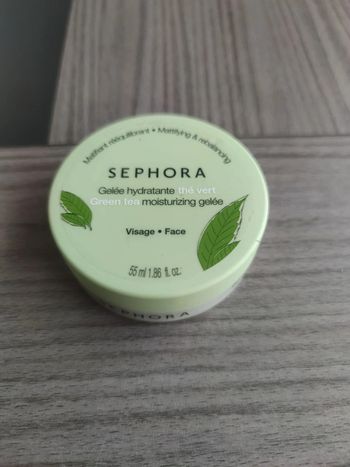 Matifiant rééquilibrant • Mattifying & rebalancing
SEPHORA
Gelée hydratante thé vert
Green tea moisturizing gelée
Visage • Face
55 ml 1.86 fl. oz.
SEPHORA